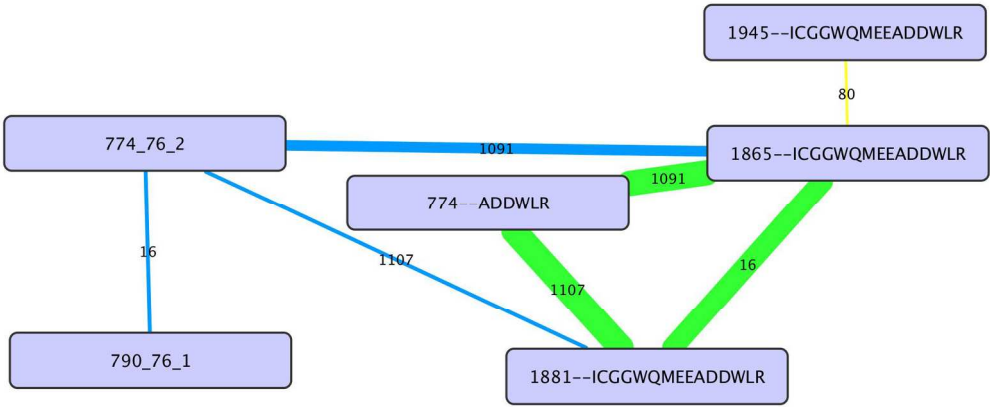 1945--ICGGWQMEEADDWLR
80
774_76_2
1091
1865--ICGGWQMEEADDWLR
1091
774--ADDWLR
16
1107
16
1107
790_76_1
1881--ICGGWQMEEADDWLR